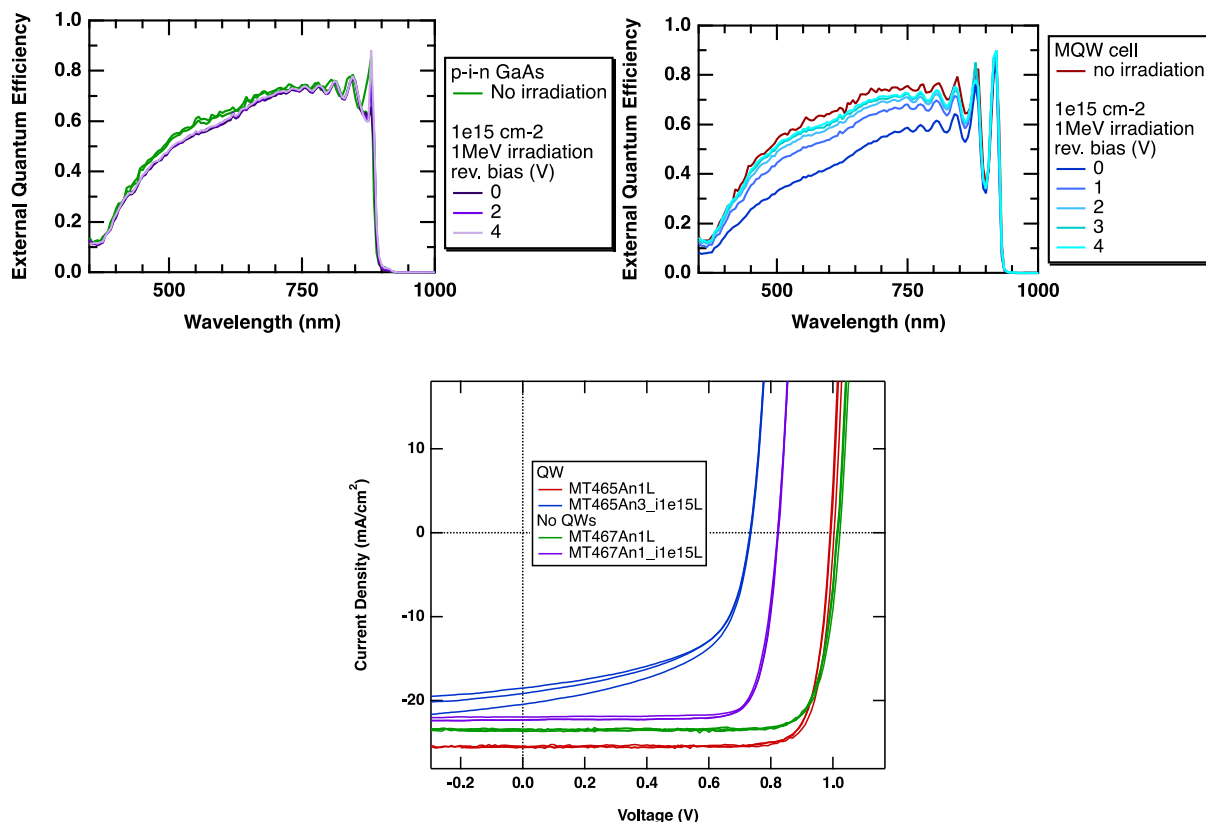 External Quantum Efficiency
1.0
0.8
0.6
0.4
0.2
0.0
500
750
1000
Wavelength (nm)
p-i-n GaAs
No irradiation
1e15 cm-2
1MeV irradiation
rev. bias (V)
0
2
4
External Quantum Efficiency
1.0
0.8
0.6
0.4
0.2
0.0
500
750
1000
Wavelength (nm)
MQW cell
no irradiation
1e15 cm-2
1MeV irradiation
rev. bias (V)
0
1
2
3
4
Current Density (mA/cm²)
10
0
-10
-20
-0.2
0.0
0.2
0.4
0.6
0.8
1.0
Voltage (V)
QW
MT465An1L
MT465An3_i1e15L
No QWs
MT467An1L
MT467An1_i1e15L